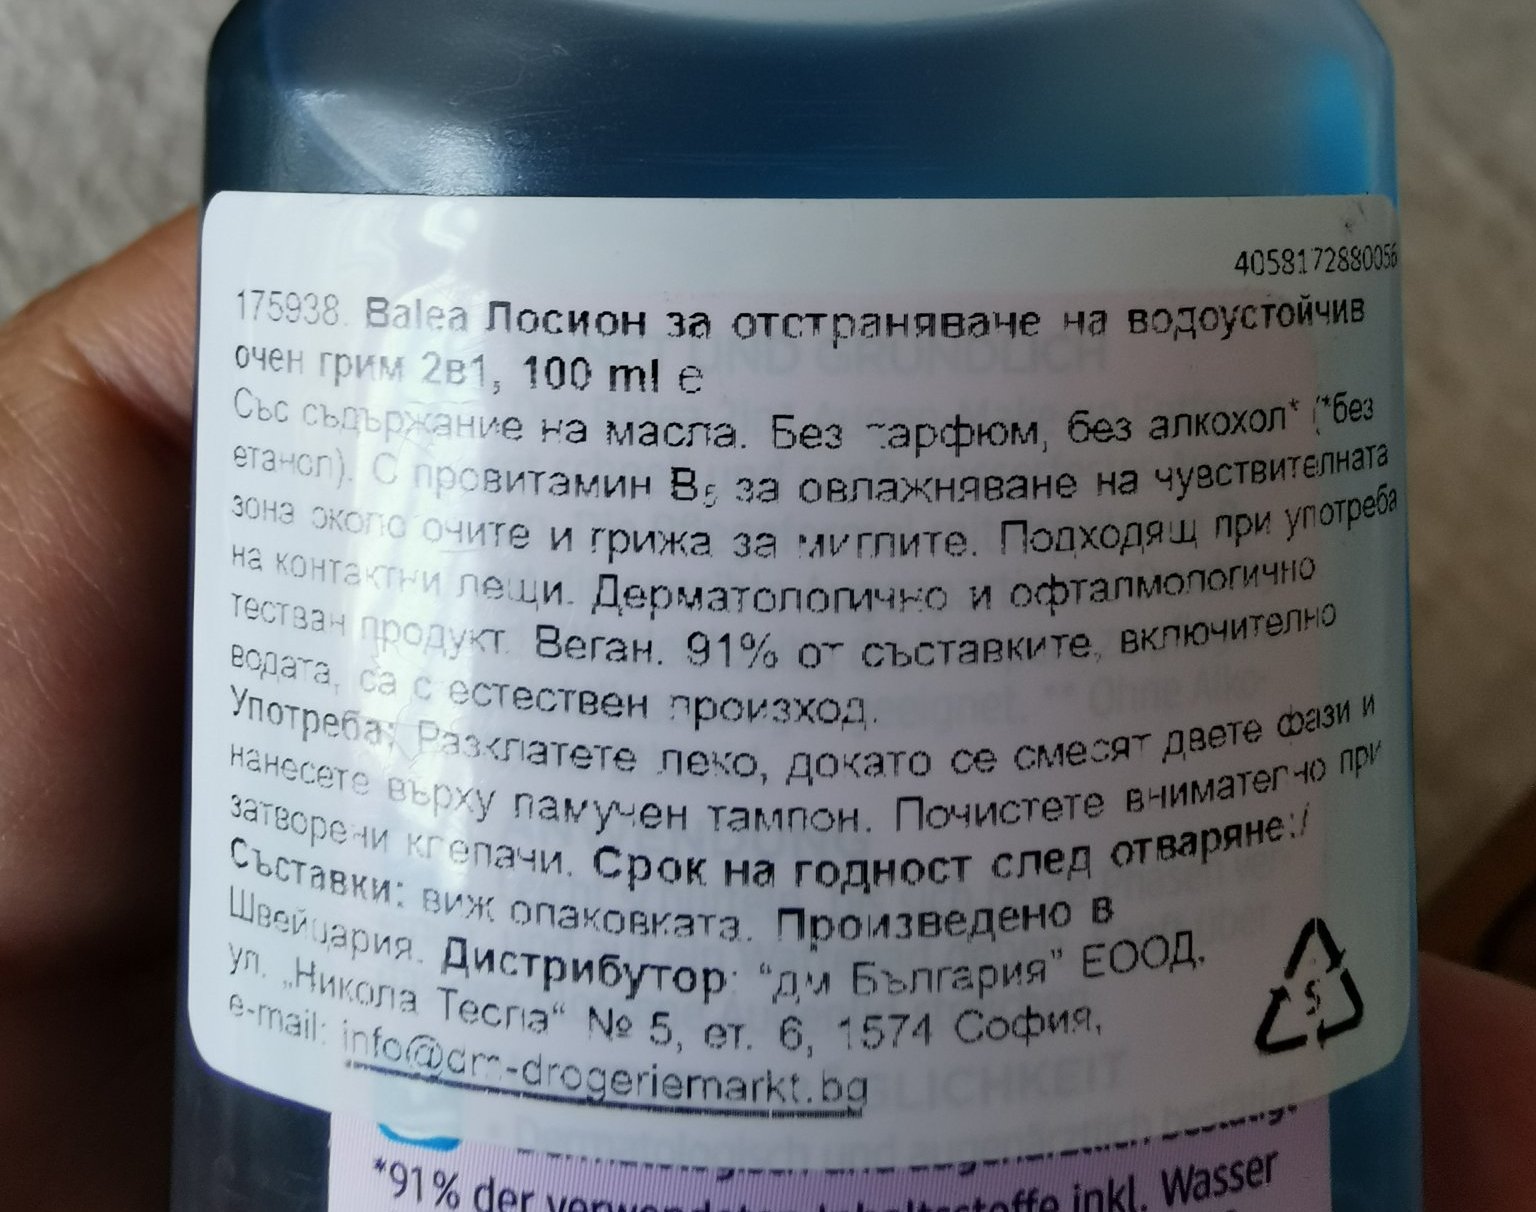 4058172880056
175938. Balea Лосион за отстраняване на водоустойчив
очен грим 2в1, 100 ml e
Със съдържание на масла. Без парфюм, без алкохол* (*без
етанол). С провитамин B5 за овлажняване на чувствителната
зона около очите и грижа за миглите. Подходящ при употреба
на контактни лещи. Дерматологично и офталмологично
тестван продукт. Веган. 91% от съставките, включително
водата, са с естествен произход.
Употреба: Разклатете леко, докато се смесят двете фази и
нанесете върху памучен тампон. Почистете внимателно при
затворени клепачи. Срок на годност след отваряне:/
Съставки: виж опаковката. Произведено в
Швейцария. Дистрибутор: “дм България” ЕООД,
ул. „Никола Тесла“ № 5, ет. 6, 1574 София,
e-mail: info@dm-drogeriemarkt.bg
5
*91% der verwendeten Inhaltsstoffe inkl. Wasser